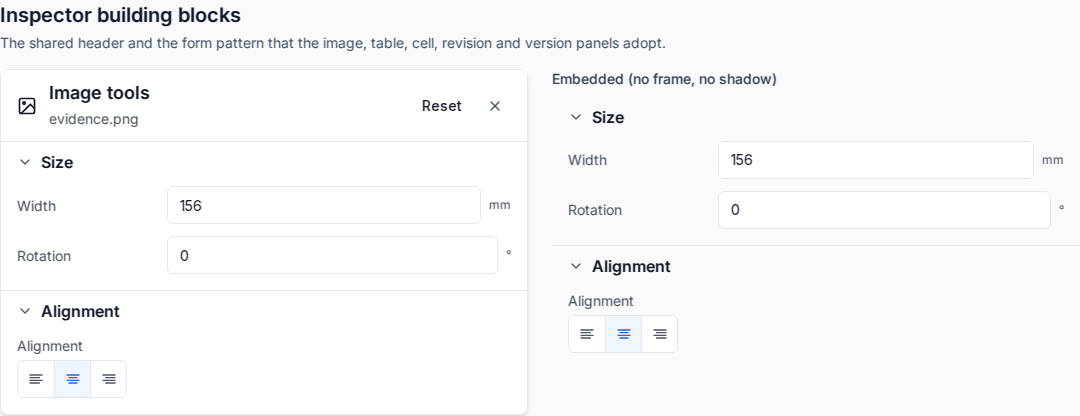 Inspector building blocks
The shared header and the form pattern that the image, table, cell, revision and version panels adopt.
Image tools
evidence.png
Reset
Size
Width
156
mm
Rotation
0
°
Alignment
Alignment
Embedded (no frame, no shadow)
Size
Width
156
mm
Rotation
0
°
Alignment
Alignment